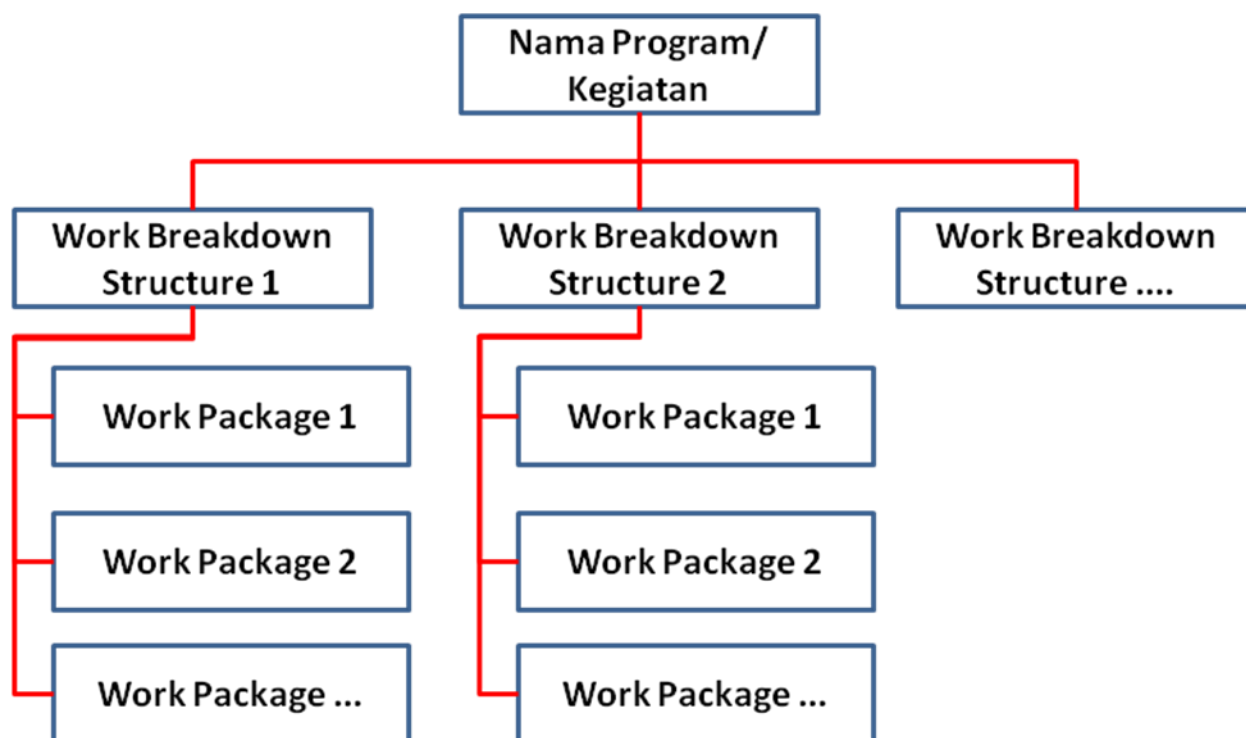 Nama Program/
Kegiatan
Work Breakdown
Structure 1
Work Breakdown
Structure 2
Work Breakdown
Structure ....
Work Package 1
Work Package 1
Work Package 2
Work Package 2
Work Package ...
Work Package ...